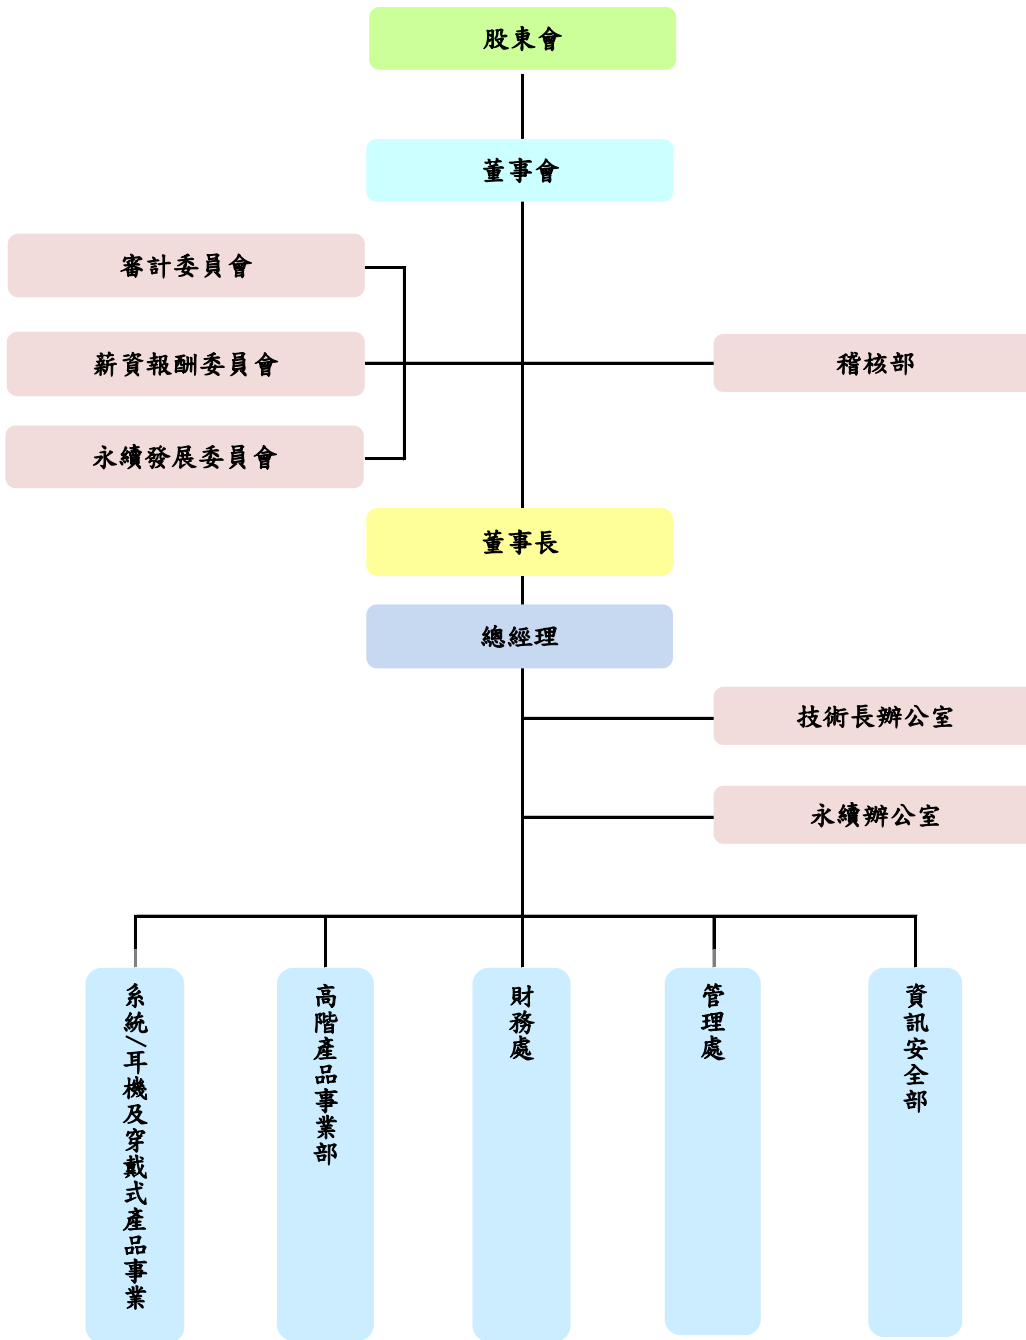 股東會
董事會
審計委員會
薪資報酬委員會
稽核部
永續發展委員會
董事長
總經理
技術長辦公室
永續辦公室
系統/耳機及穿戴式產品事業
高階產品事業部
財務處
管理處
資訊安全部